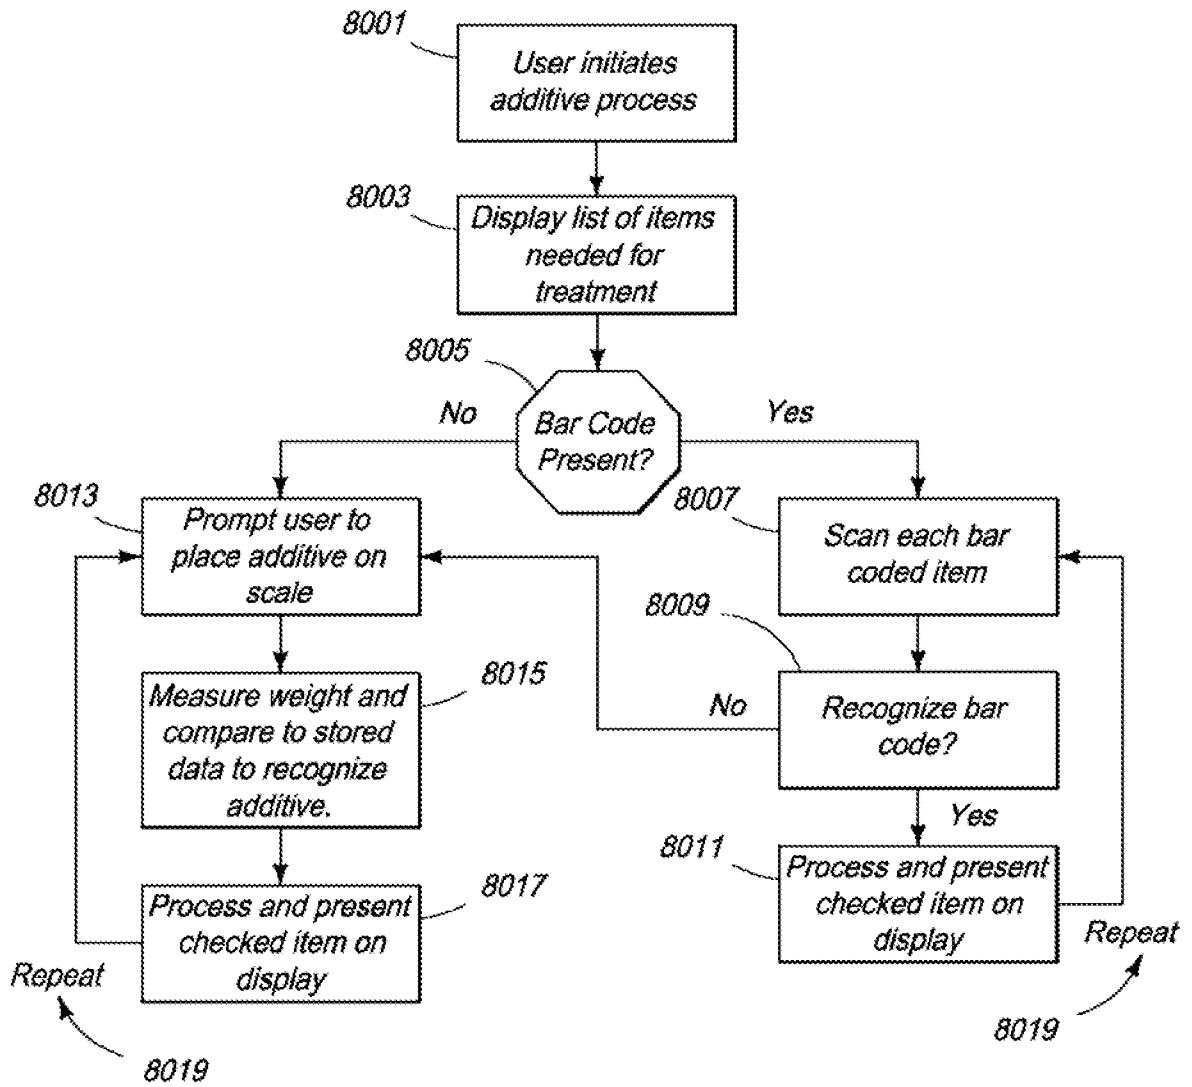 8001
User initiates
additive process
8003
Display list of items
needed for
treatment
8005
Bar Code
Present?
No
Yes
8013
Prompt user to
place additive on
scale
8007
Scan each bar
coded item
8009
Recognize bar
code?
No
Yes
8015
Measure weight and
compare to stored
data to recognize
additive.
8011
Process and present
checked item on
display
Repeat
8019
8017
Process and present
checked item on
display
Repeat
8019